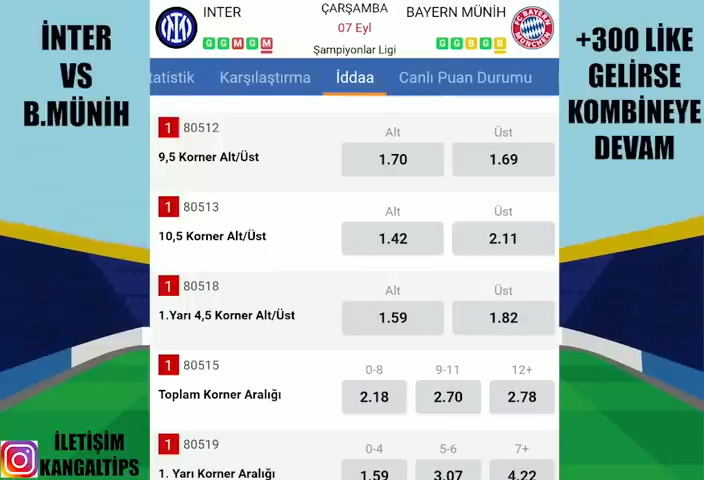 İNTER
VS
B.MÜNİH
INTER
G G M G M
ÇARŞAMBA
07 Eyl
Şampiyonlar Ligi
BAYERN MÜNİH
G G B G B
FC BAYERN
MÜNCHEN
tatistik Karşılaştırma İddaa Canlı Puan Durumu
1 80512 Alt Üst
9,5 Korner Alt/Üst 1.70 1.69
1 80513 Alt Üst
10,5 Korner Alt/Üst 1.42 2.11
1 80518 Alt Üst
1.Yarı 4,5 Korner Alt/Üst 1.59 1.82
1 80515 0-8 9-11 12+
Toplam Korner Aralığı 2.18 2.70 2.78
1 80519 0-4 5-6 7+
1. Yarı Korner Aralığı 1.59 3.07 4.22
+300 LİKE
GELİRSE
KOMBİNEYE
DEVAM
İLETİŞİM
KANGALTİPS